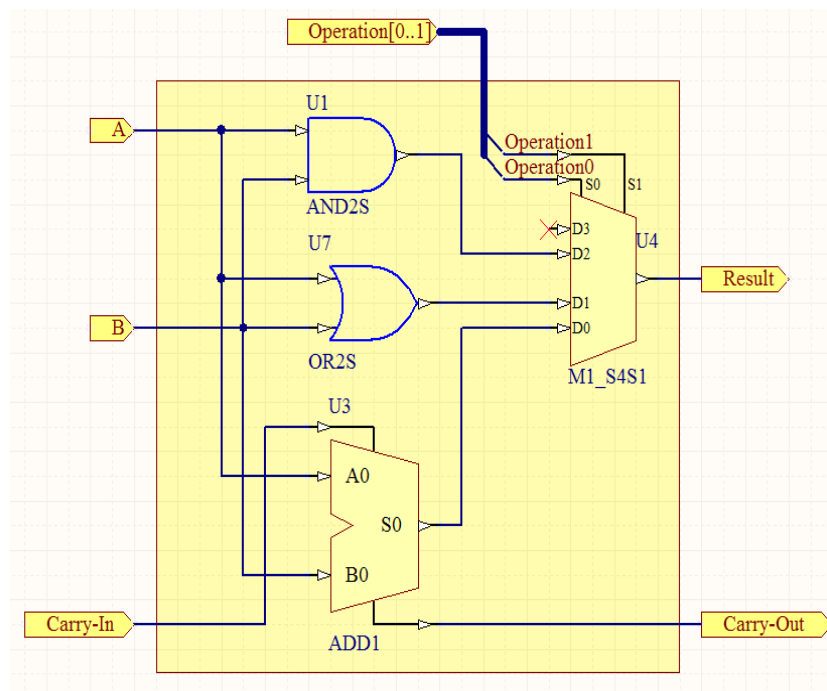 Operation[0..1]
U1
A
Operation1
Operation0
S0
S1
AND2S
D3
U4
U7
D2
Result
D1
B
D0
OR2S
M1_S4S1
U3
A0
S0
B0
Carry-In
Carry-Out
ADD1